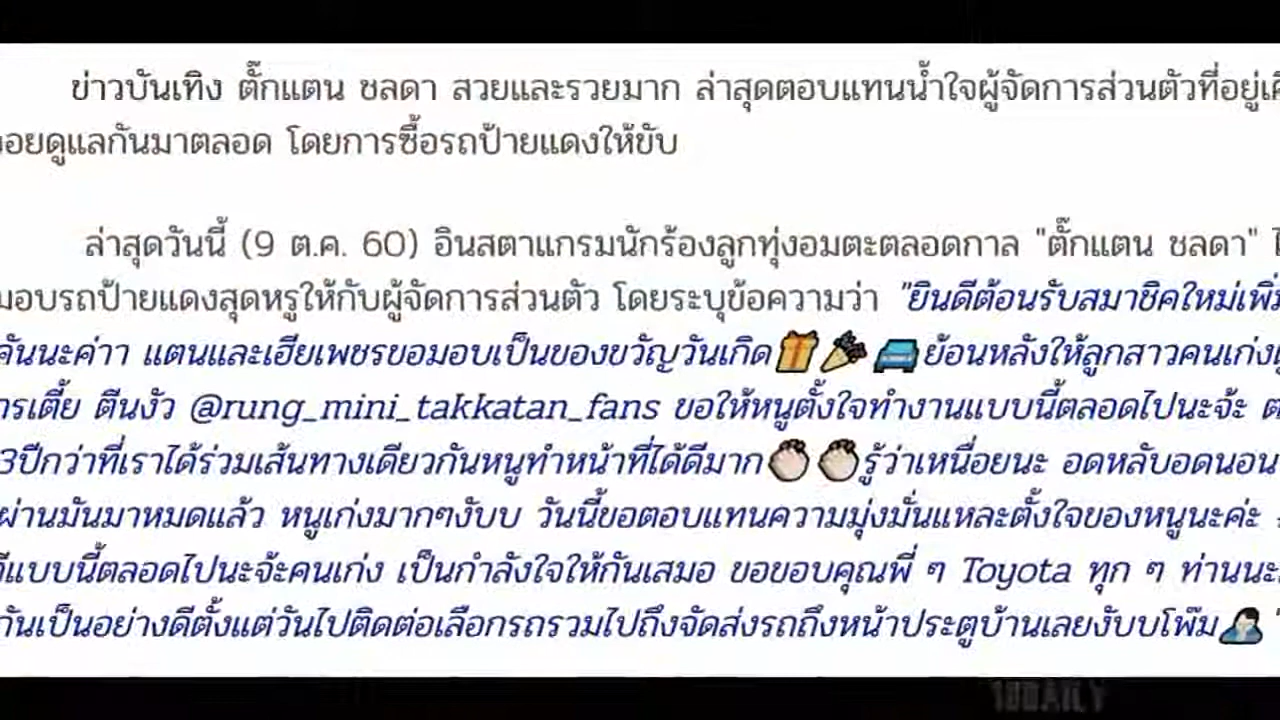 ข่าวบันเทิง ตั๊กแตน ชลดา สวยและรวยมาก ล่าสุดตอบแทนน้ำใจผู้จัดการส่วนตัวที่อยู่
อยดูแลกันมาตลอด โดยการซื้อรถป้ายแดงให้ขับ
ล่าสุดวันนี้ (9 ต.ค. 60) อินสตาแกรมนักร้องลูกทุ่งอมตะตลอดกาล "ตั๊กแตน ชลดา"
มอบรถป้ายแดงสุดหรูให้กับผู้จัดการส่วนตัว โดยระบุข้อความว่า "ยินดีต้อนรับสมาชิคใหม่เพิ่
คันนะค่าา แตนและเฮียเพชรขอมอบเป็นของขวัญวันเกิด🎁🎉🚙ย้อนหลังให้ลูกสาวคนเก่ง
กรเตี้ย ตีนงัว @rung_mini_takkatan_fans ขอให้หนูตั้งใจทำงานแบบนี้ตลอดไปนะจ้ะ
3ปีกว่าที่เราได้ร่วมเส้นทางเดียวกันหนูทำหน้าที่ได้ดีมาก รู้ว่าเหนื่อยนะ อดหลับอดนอน
ผ่านมันมาหมดแล้ว หนูเก่งมากๆงับบ วันนี้ขอตอบแทนความมุ่งมั่นแหละตั้งใจของหนูนะค่ะ
ดีแบบนี้ตลอดไปนะจ้ะคนเก่ง เป็นกำลังใจให้กันเสมอ ขอขอบคุณพี่ ๆ Toyota ทุก ๆ ท่านนะ
กันเป็นอย่างดีตั้งแต่วันไปติดต่อเลือกรถรวมไปถึงจัดส่งรถถึงหน้าประตูบ้านเลยงับบโพ๊ม